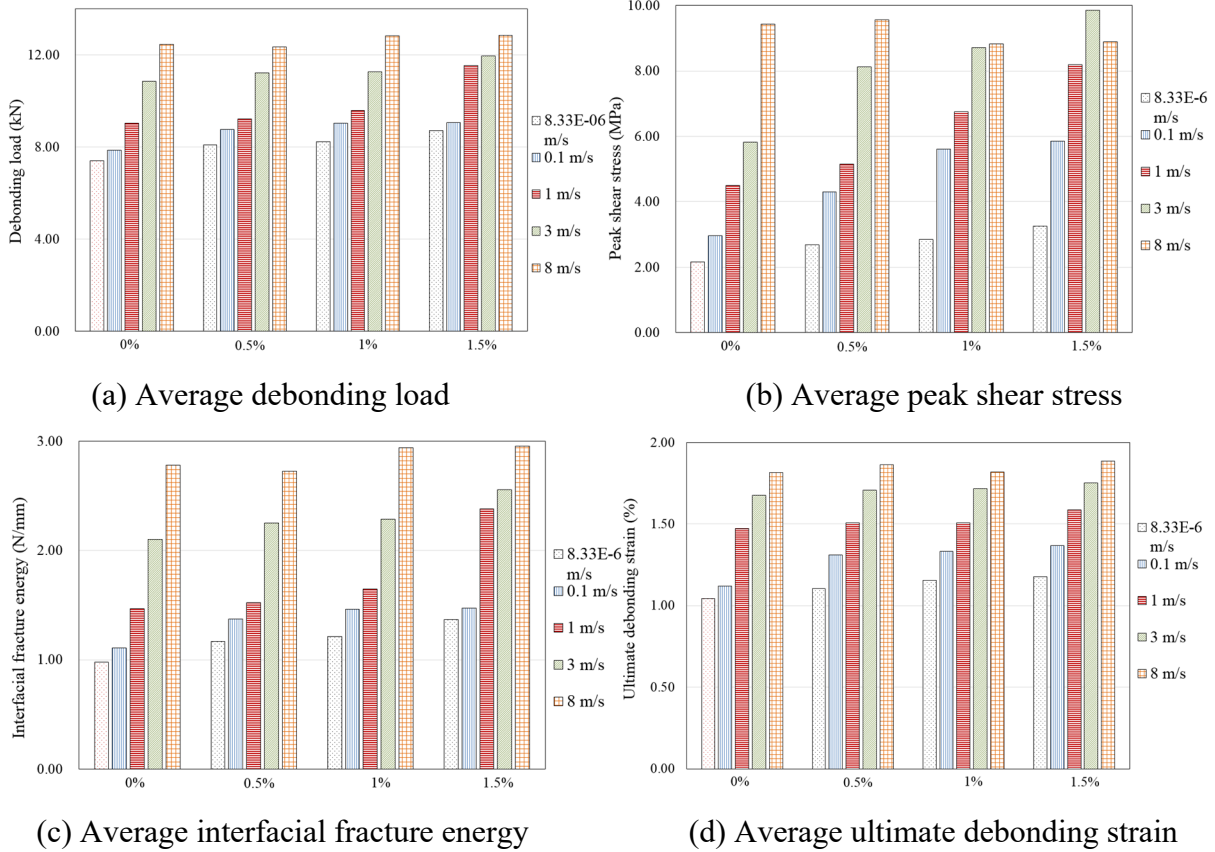 Debonding load (kN)
12.00
8.00
4.00
0.00
0%
0.5%
1%
1.5%
8.33E-06
m/s
0.1 m/s
1 m/s
3 m/s
8 m/s
(a) Average debonding load
Peak shear stress (MPa)
10.00
8.00
6.00
4.00
2.00
0.00
0%
0.5%
1%
1.5%
8.33E-6
m/s
0.1 m/s
1 m/s
3 m/s
8 m/s
(b) Average peak shear stress
Interfacial fracture energy (N/mm)
3.00
2.00
1.00
0.00
0%
0.5%
1%
1.5%
8.33E-6
m/s
0.1 m/s
1 m/s
3 m/s
8 m/s
(c) Average interfacial fracture energy
Ultimate debonding strain (%)
2.00
1.50
1.00
0.50
0.00
0%
0.5%
1%
1.5%
8.33E-6
m/s
0.1 m/s
1 m/s
3 m/s
8 m/s
(d) Average ultimate debonding strain